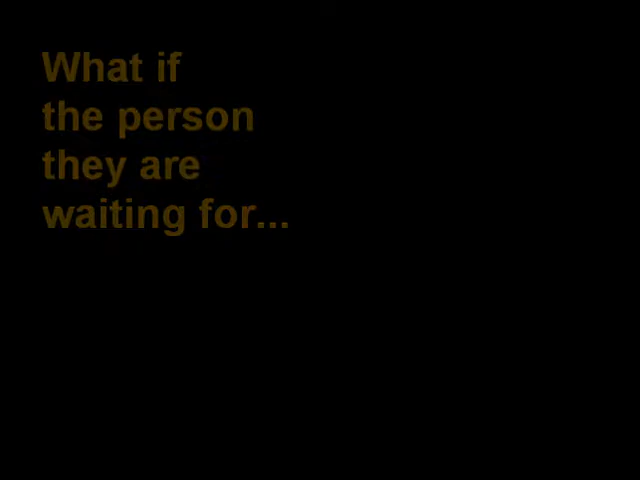 What if
the person
they are
waiting for...